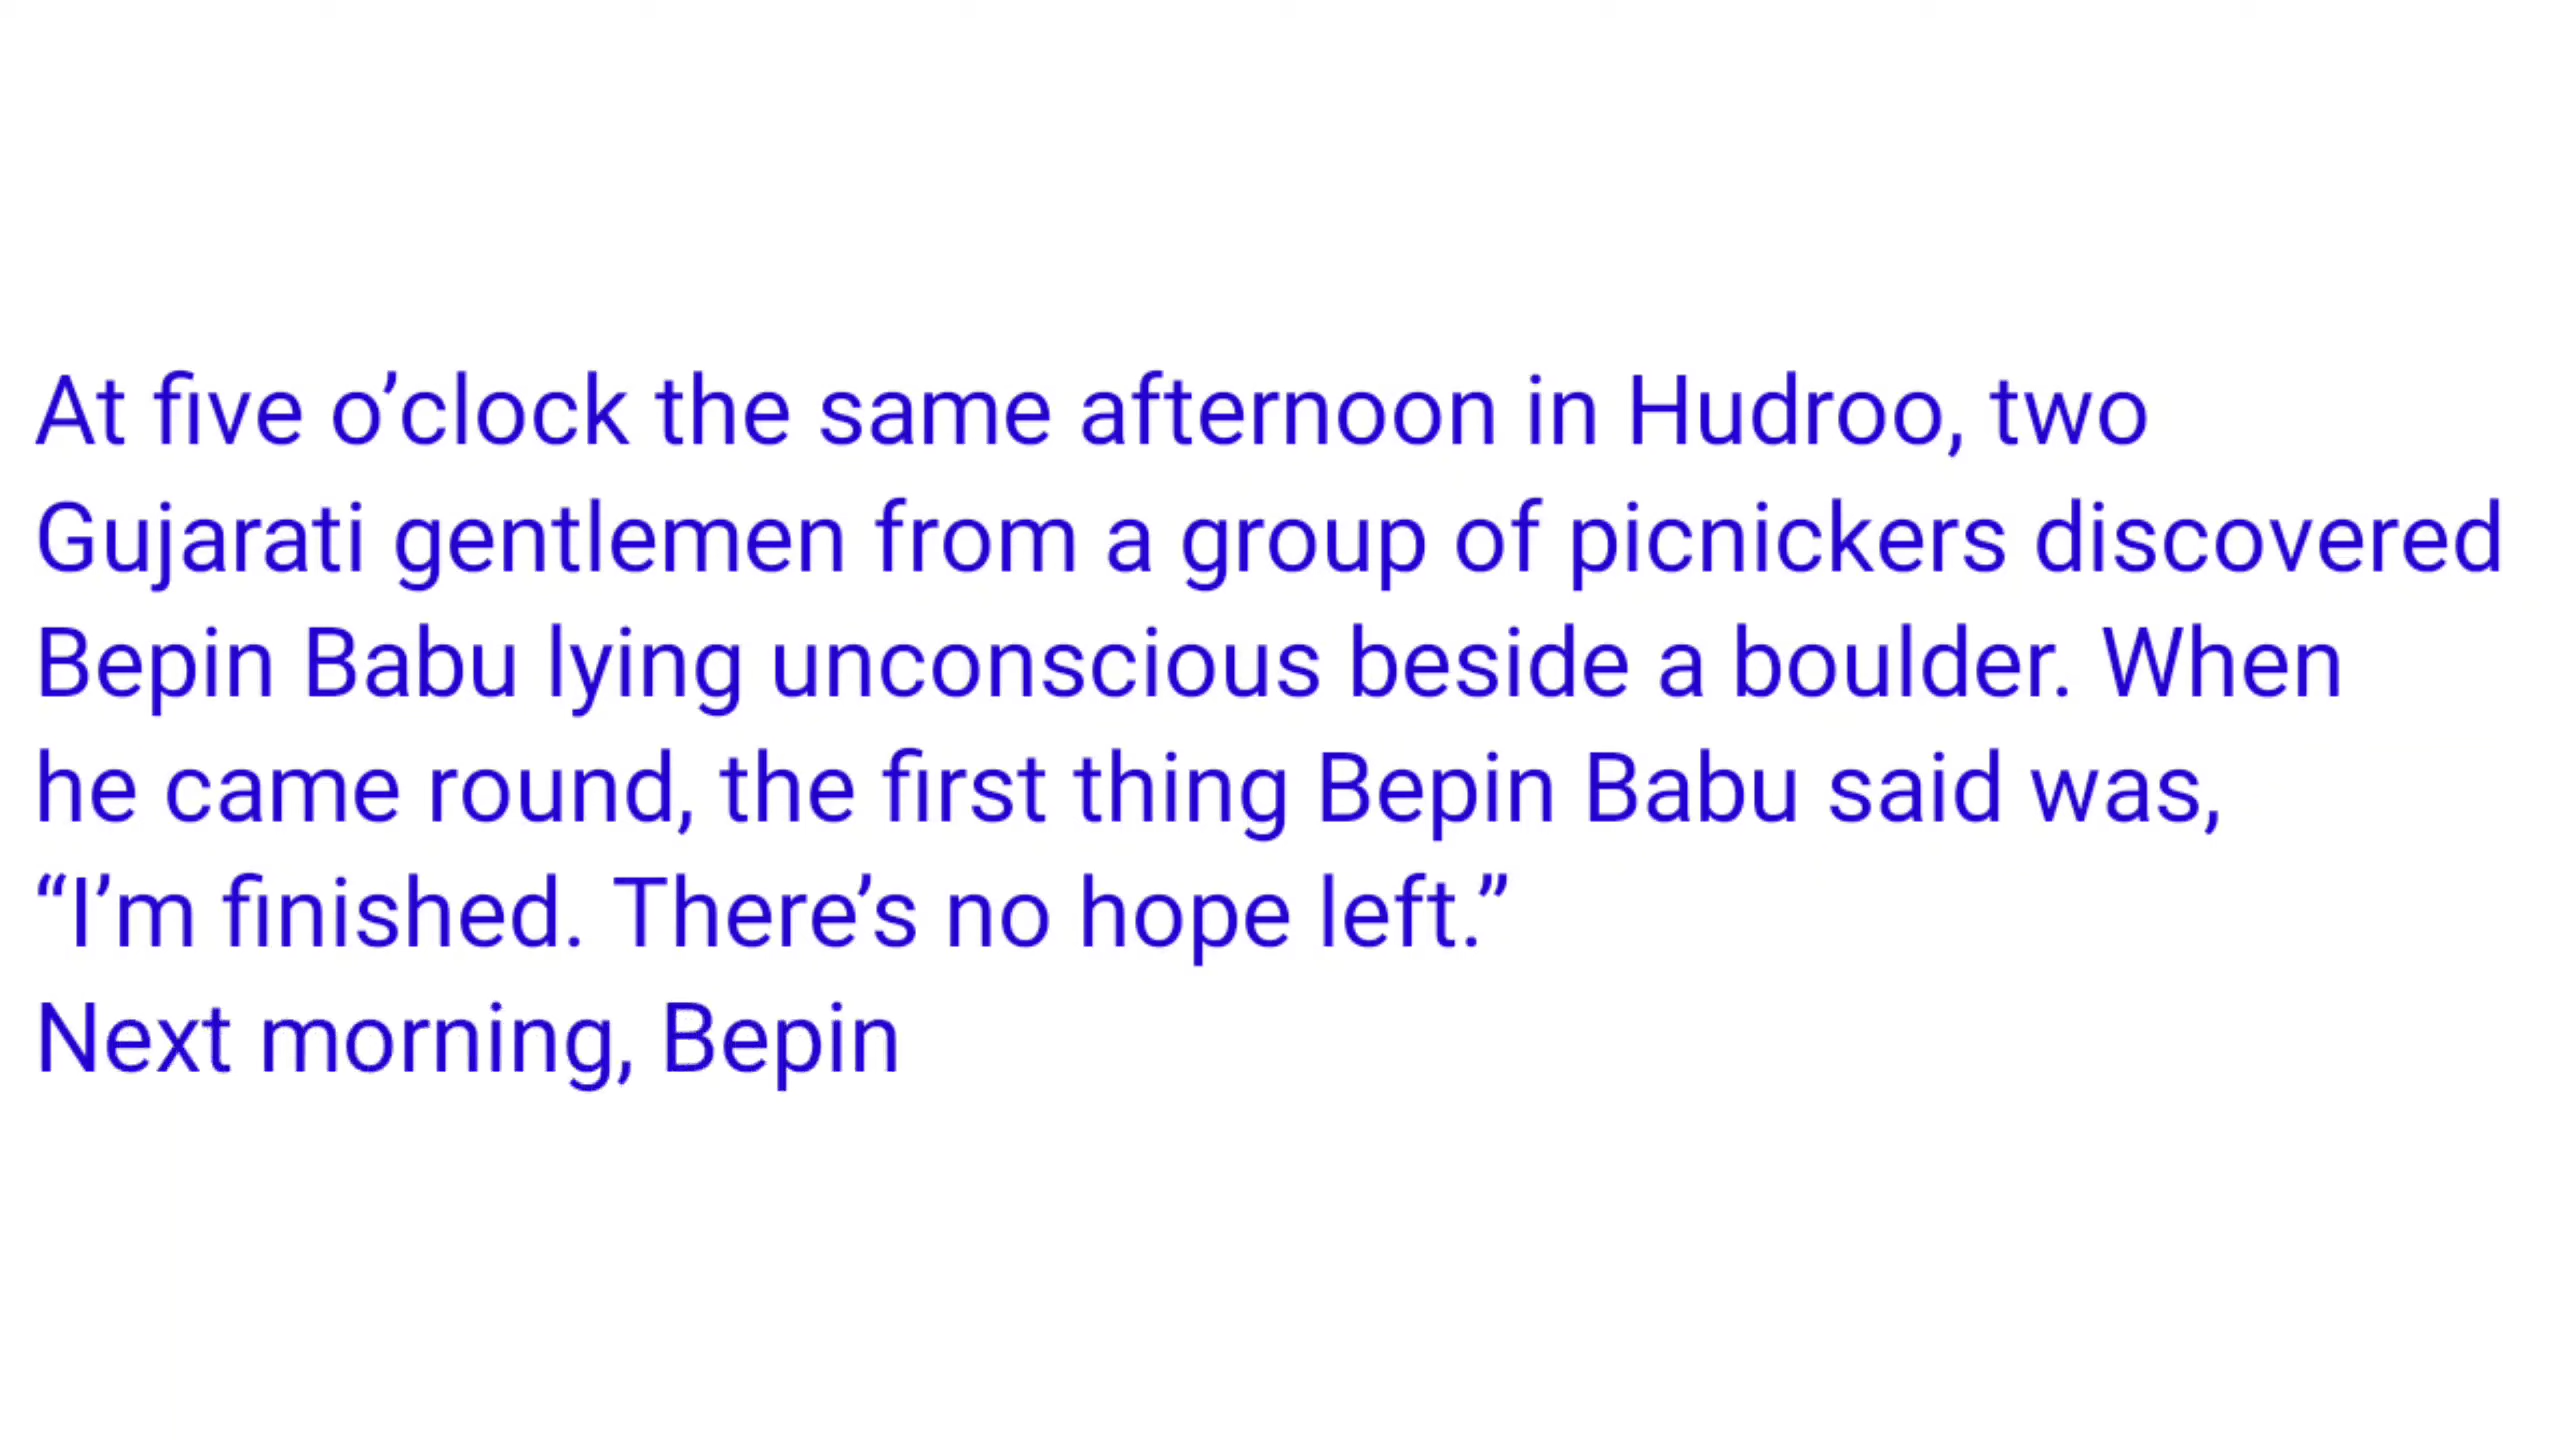 At five o’clock the same afternoon in Hudroo, two
Gujarati gentlemen from a group of picnickers discovered
Bepin Babu lying unconscious beside a boulder. When
he came round, the first thing Bepin Babu said was,
“I’m finished. There’s no hope left.”
Next morning, Bepin